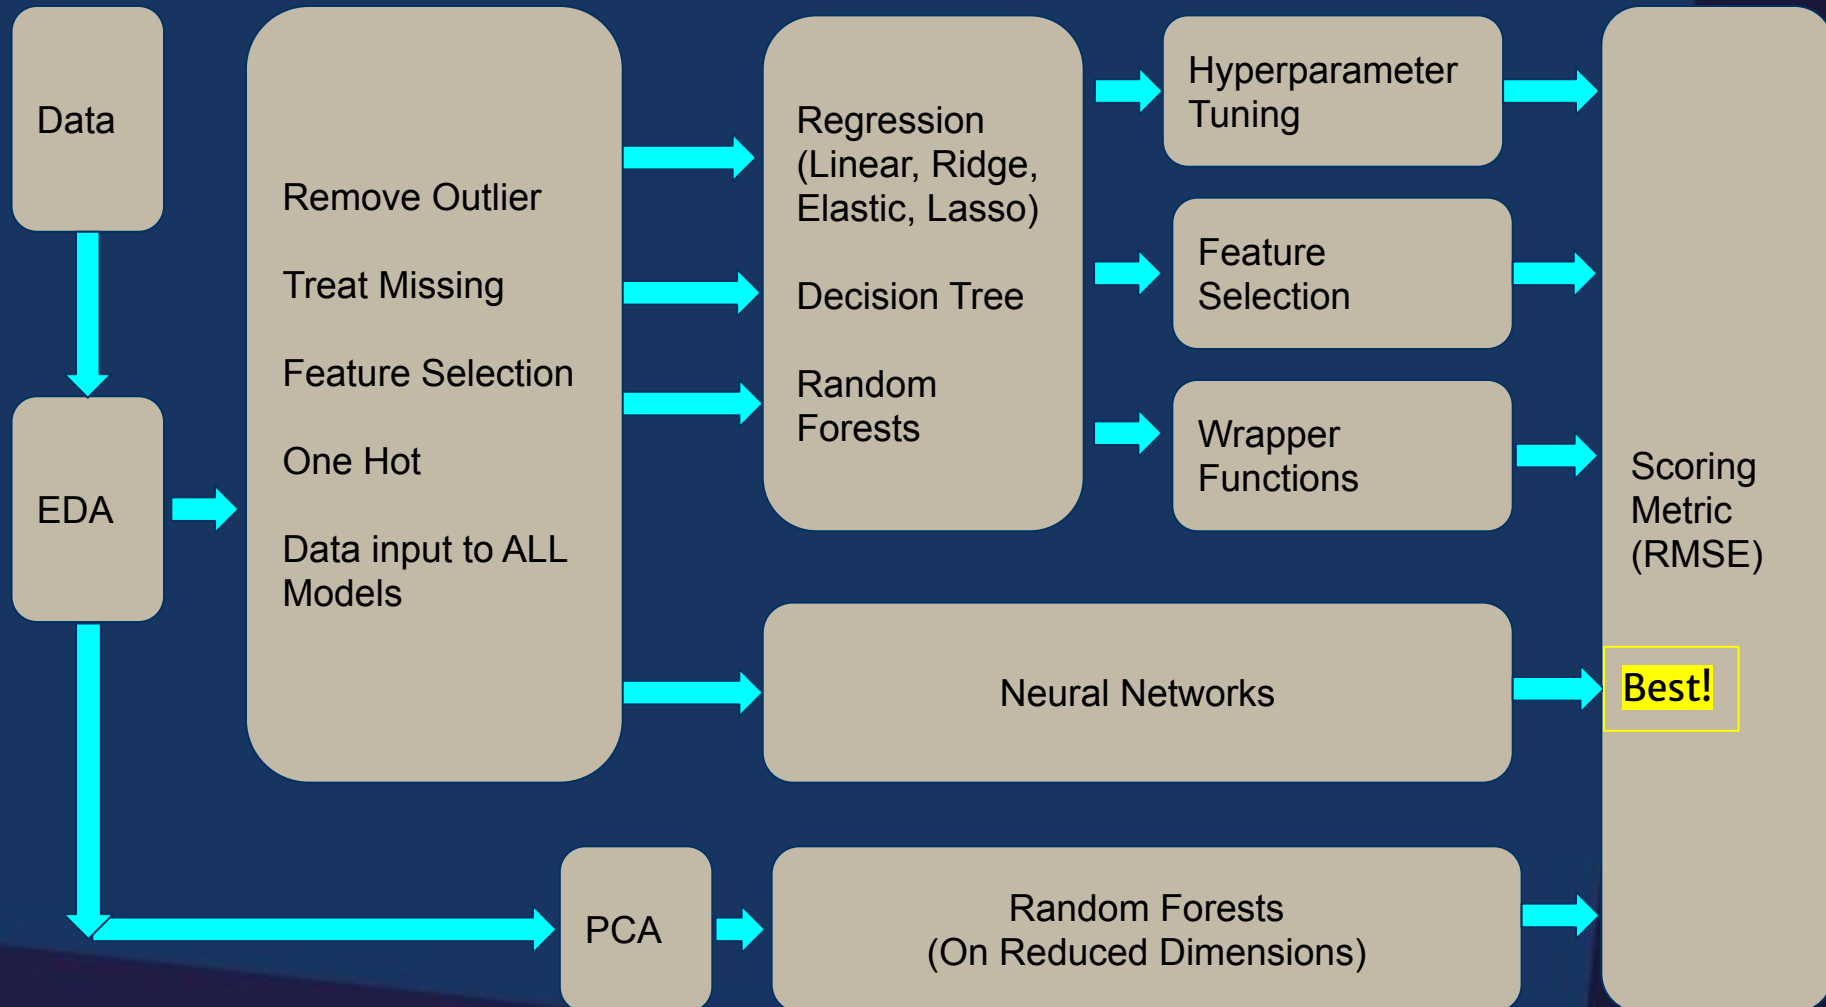 Data
EDA
Remove Outlier
Treat Missing
Feature Selection
One Hot
Data input to ALL
Models
Regression
(Linear, Ridge,
Elastic, Lasso)
Decision Tree
Random
Forests
Hyperparameter
Tuning
Feature
Selection
Wrapper
Functions
Neural Networks
PCA
Random Forests
(On Reduced Dimensions)
Scoring
Metric
(RMSE)
Best!